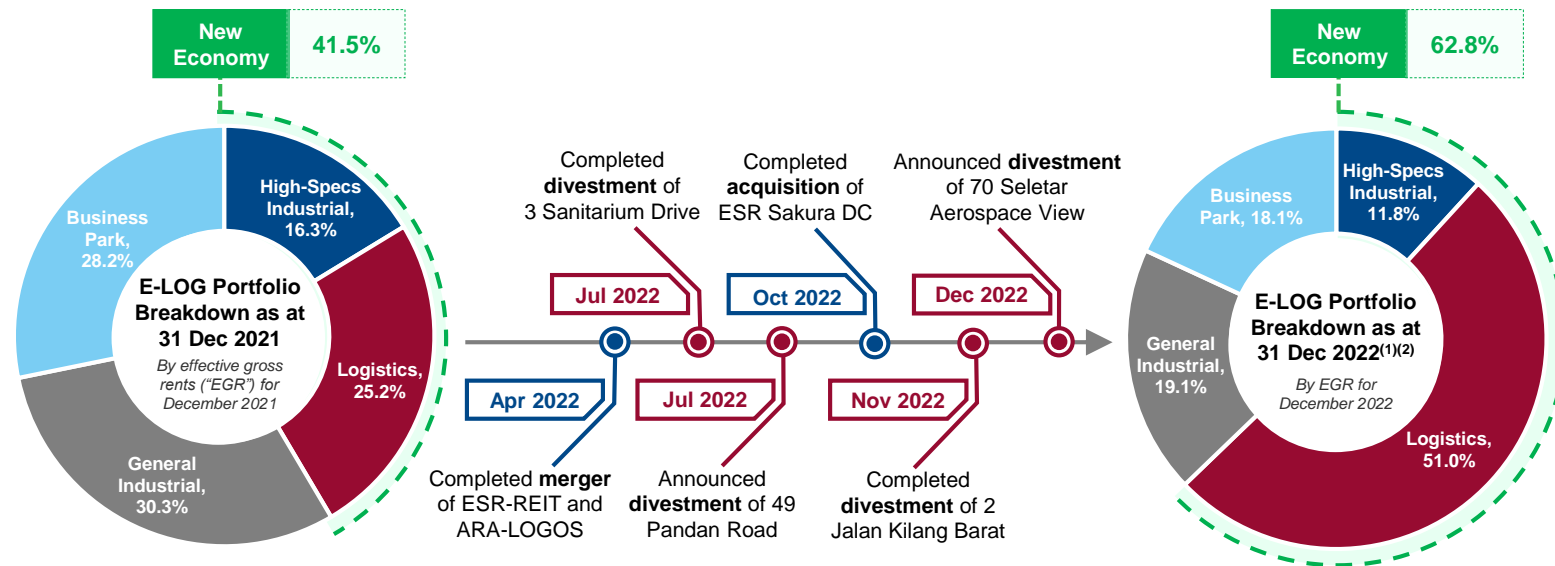 New
Economy
41.5%
High-Specs
Industrial,
16.3%
Logistics,
25.2%
General
Industrial,
30.3%
Business
Park,
28.2%
E-LOG Portfolio
Breakdown as at
31 Dec 2021
By effective gross
rents (“EGR”) for
December 2021
Completed
divestment of
3 Sanitarium Drive
Completed
acquisition of
ESR Sakura DC
Announced divestment
of 70 Seletar
Aerospace View
Jul 2022
Oct 2022
Dec 2022
Apr 2022
Jul 2022
Nov 2022
Completed merger
of ESR-REIT and
ARA-LOGOS
Announced
divestment of 49
Pandan Road
Completed
divestment of 2
Jalan Kilang Barat
New
Economy
62.8%
High-Specs
Industrial,
11.8%
Logistics,
51.0%
General
Industrial,
19.1%
Business
Park, 18.1%
E-LOG Portfolio
Breakdown as at
31 Dec 2022(1)(2)
By EGR for
December 2022